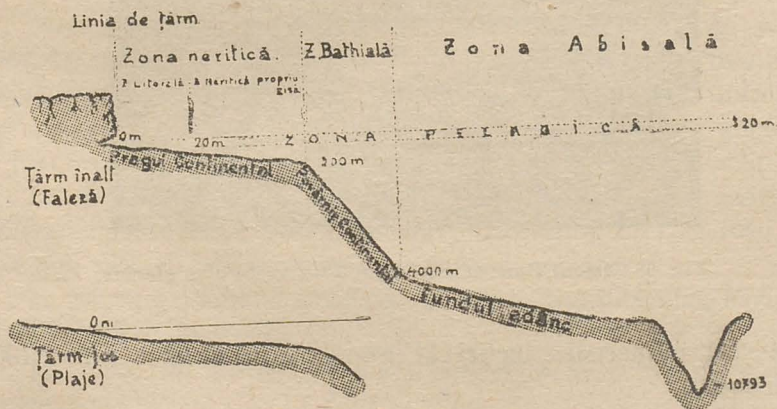 Linia de țărm
Zona neritică. Z. Bathială Zona Abisală
Z Litorală Z Neritică propriu
zisă
0m 20m ZONA PELAGICĂ 320m
Pragul Continental 200m
Țărm înalt
(Faleză)
Continental
4000 m
Fundul adânc
0m
Țărm jos
(Plaje)
10793